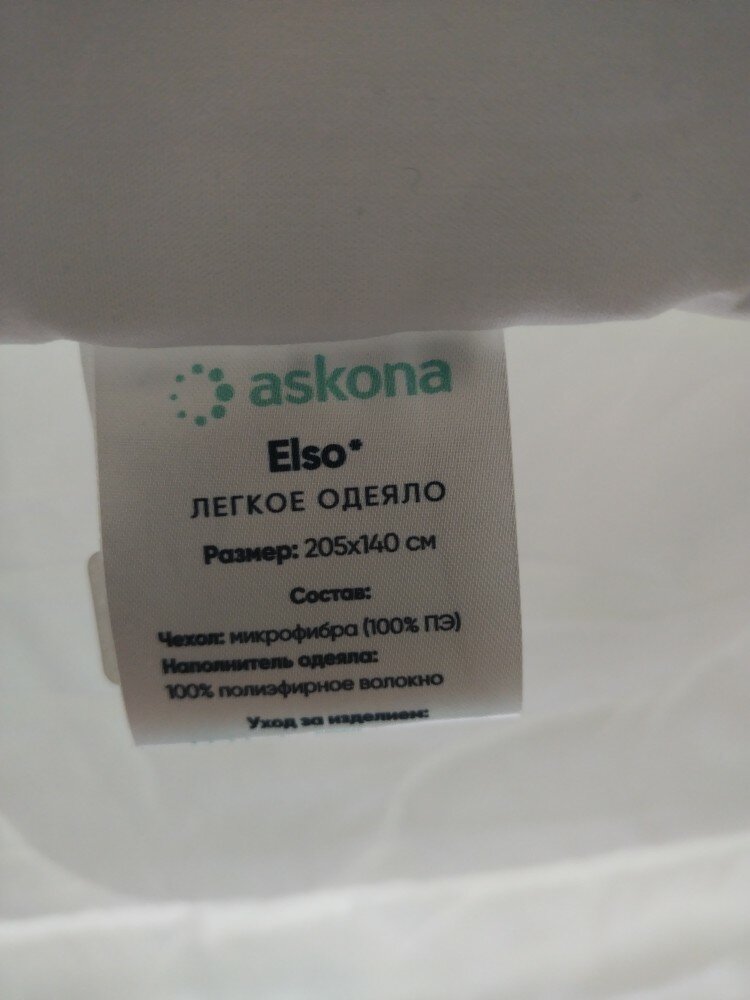 askona
Elso*
ЛЕГКОЕ ОДЕЯЛО
Размер: 205x140 см
Состав:
Чехол: микрофибра (100% ПЭ)
Наполнитель одеяла:
100% полиэфирное волокно
Уход за изделием: